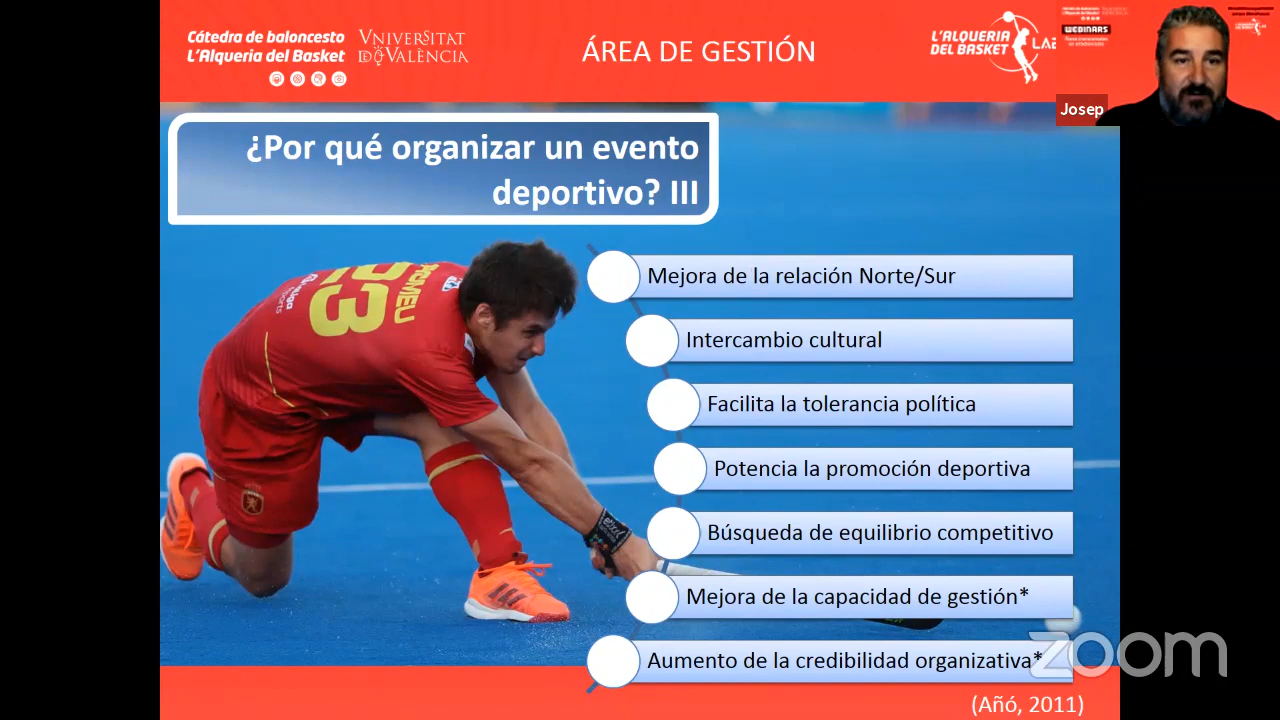 Cátedra de baloncesto
L'Alqueria del Basket
VNIVERSITAT
DE VALÈNCIA
ÁREA DE GESTIÓN
L'ALQUERIA
DEL BASKET
LAB
WEBINARS
Josep
¿Por qué organizar un evento
deportivo? III
23
ROMEU
Mejora de la relación Norte/Sur
Intercambio cultural
Facilita la tolerancia política
Potencia la promoción deportiva
Búsqueda de equilibrio competitivo
Mejora de la capacidad de gestión*
Aumento de la credibilidad organizativa*
zoom
(Añó, 2011)